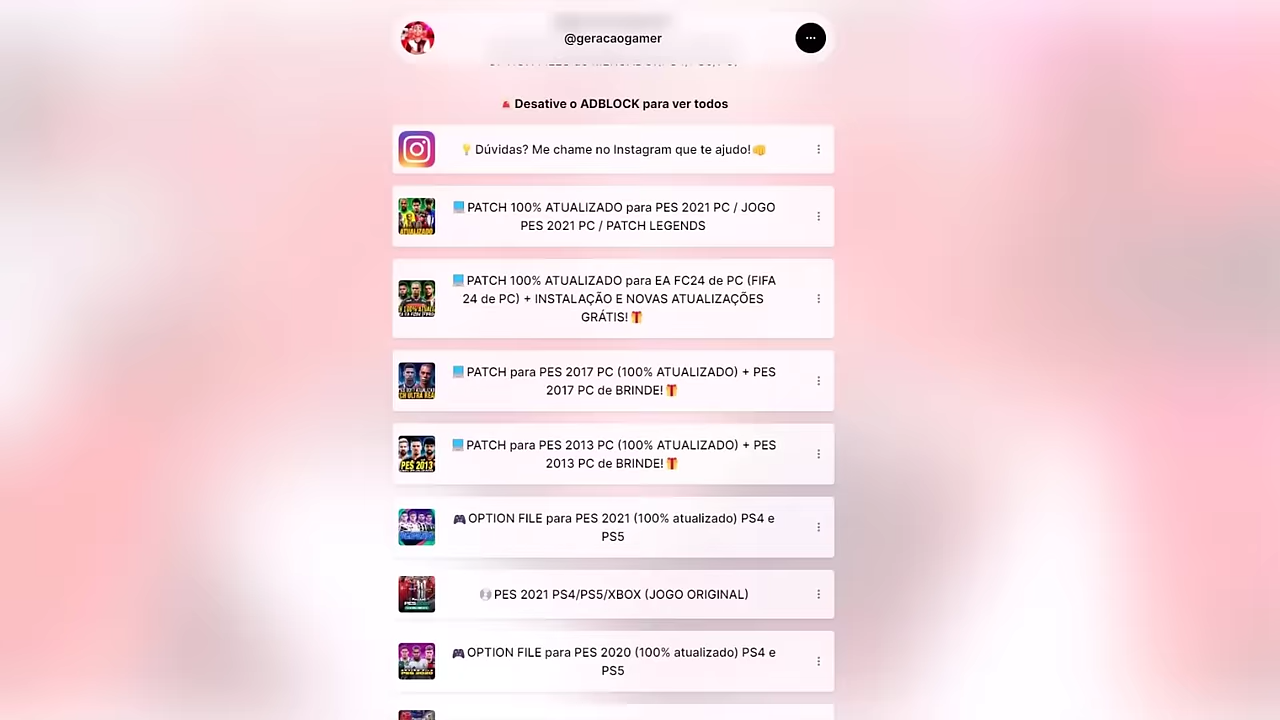 @geracaogamer
Desative o ADBLOCK para ver todos
Dúvidas? Me chame no Instagram que te ajudo!
PATCH 100% ATUALIZADO para PES 2021 PC / JOGO
PES 2021 PC / PATCH LEGENDS
PATCH 100% ATUALIZADO para EA FC24 de PC (FIFA
24 de PC) + INSTALAÇÃO E NOVAS ATUALIZAÇÕES
GRÁTIS!
PATCH para PES 2017 PC (100% ATUALIZADO) + PES
2017 PC de BRINDE!
PATCH para PES 2013 PC (100% ATUALIZADO) + PES
2013 PC de BRINDE!
PES 2013
OPTION FILE para PES 2021 (100% atualizado) PS4 e
PS5
PES 2021 PS4/PS5/XBOX (JOGO ORIGINAL)
OPTION FILE para PES 2020 (100% atualizado) PS4 e
PS5